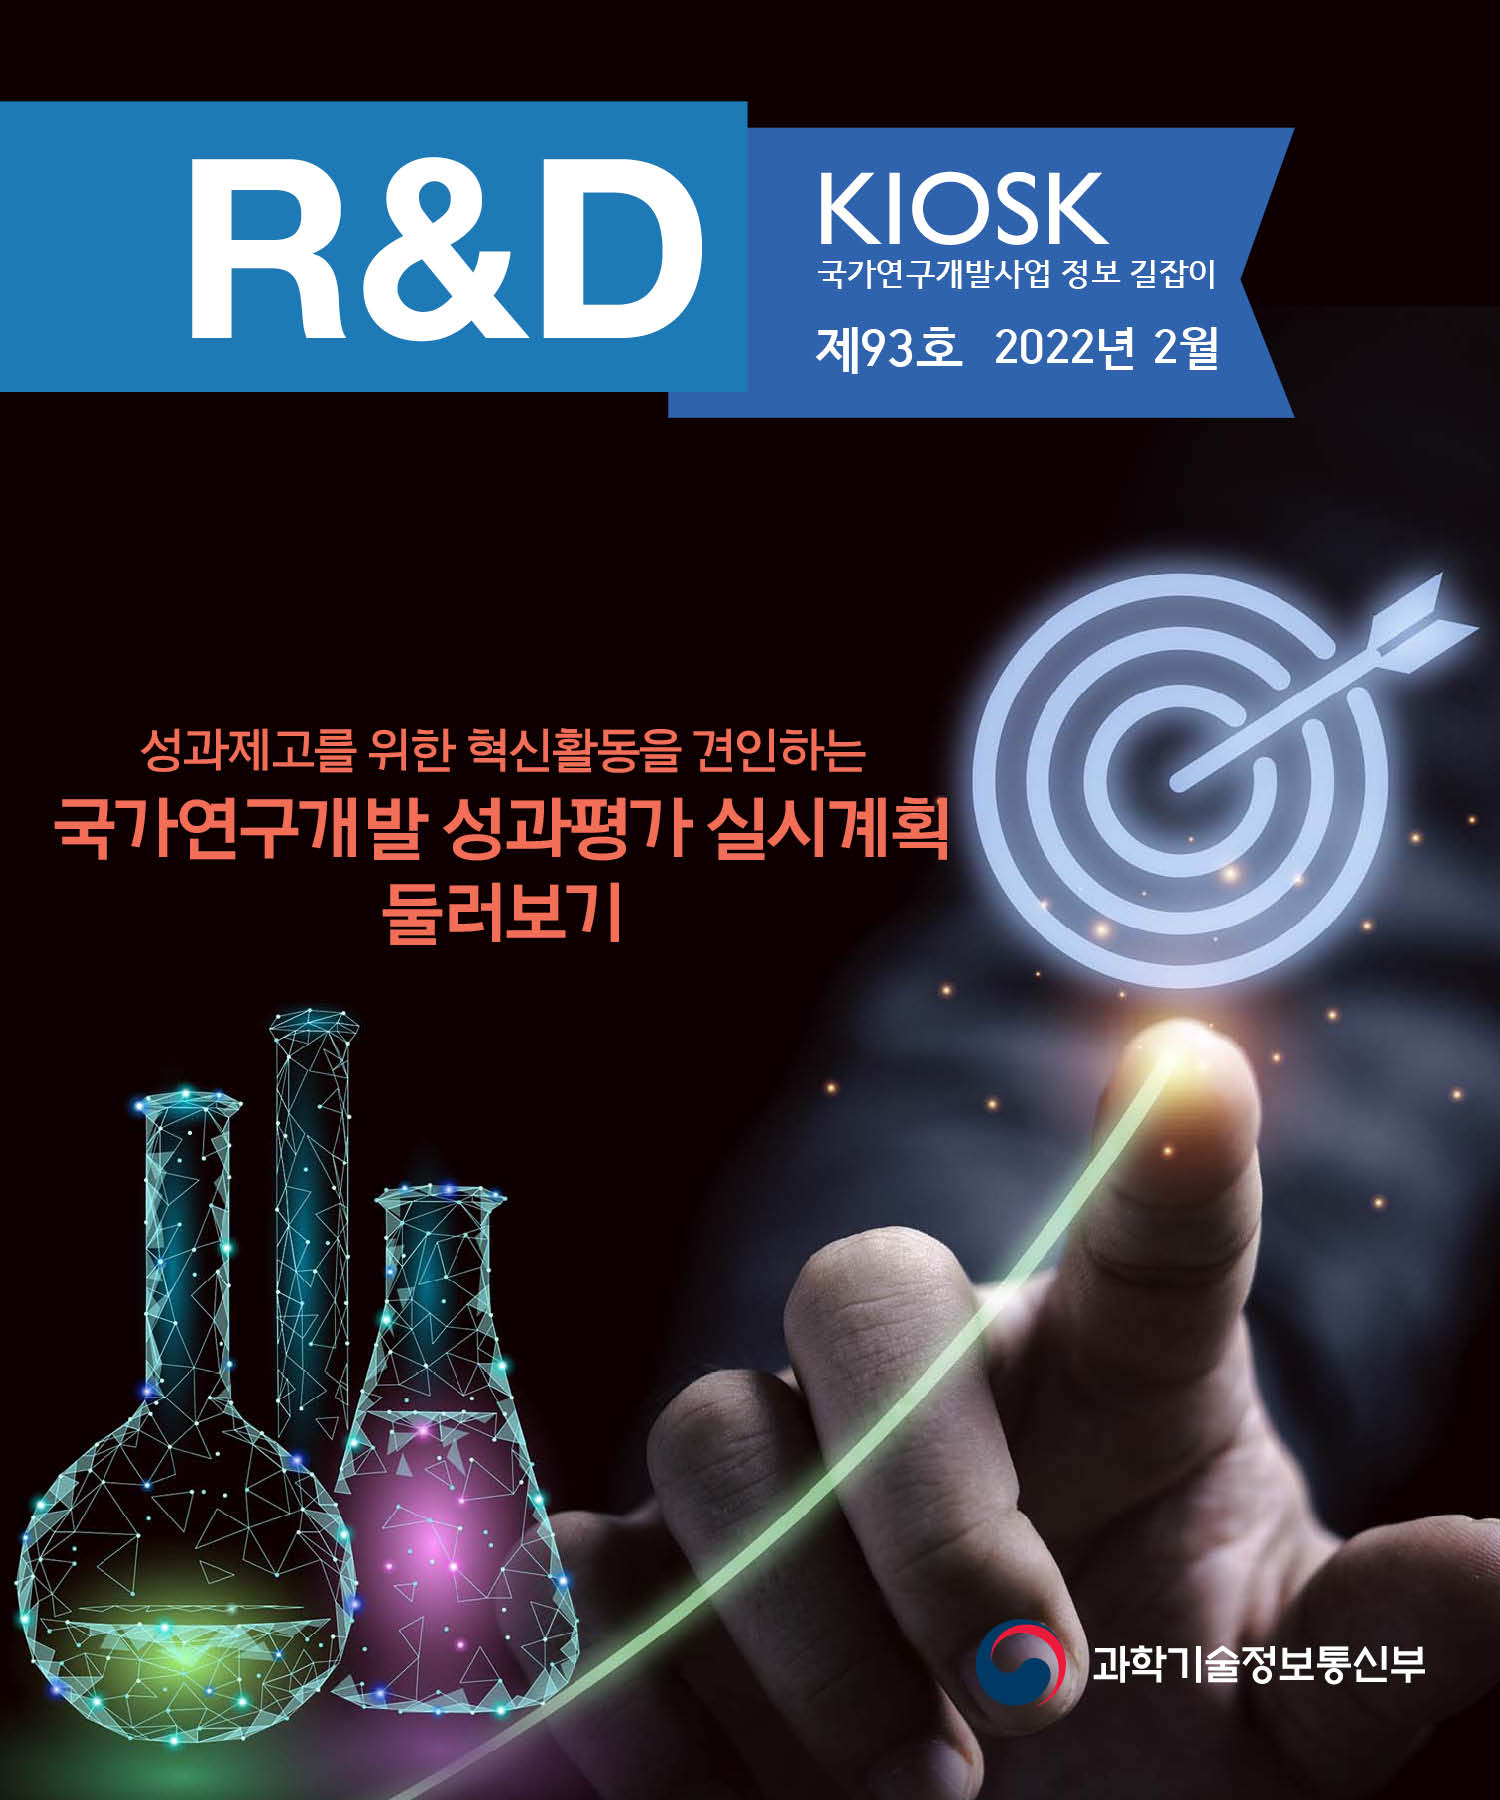 R&D
KIOSK
국가연구개발사업 정보 길잡이
제93호 2022년 2월
성과제고를 위한 혁신활동을 견인하는
국가연구개발 성과평가 실시계획
둘러보기
과학기술정보통신부